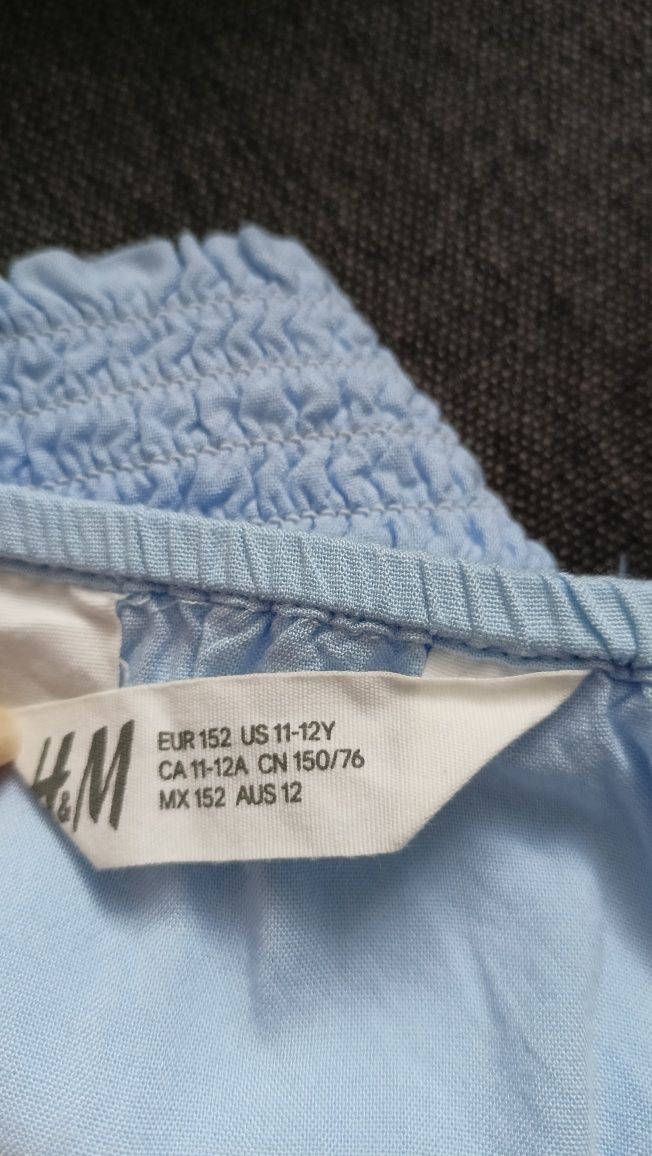 H&M
EUR 152 US 11-12Y
CA 11-12A CN 150/76
MX 152 AUS 12